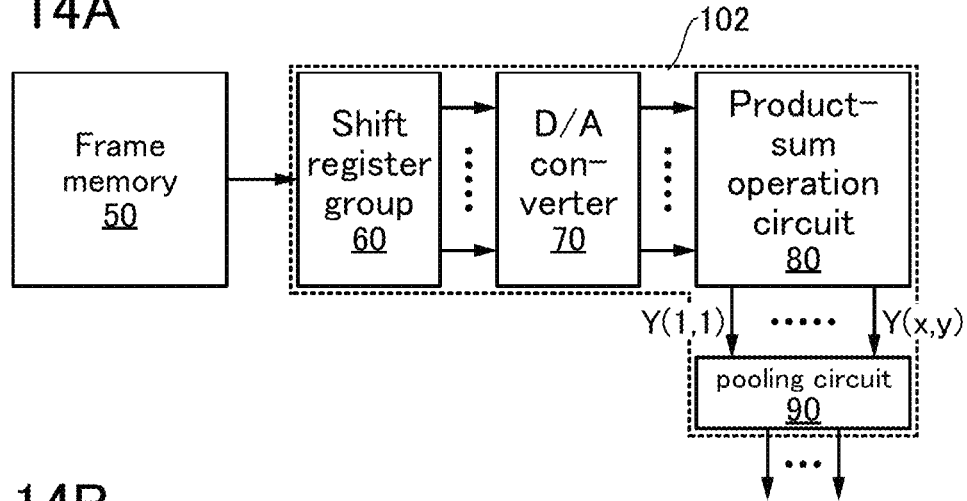 14A
102
Frame
memory
50
Shift
register
group
60
D/A
con-
verter
70
Product-
sum
operation
circuit
80
Y(1,1)
Y(x,y)
pooling circuit
90
14B